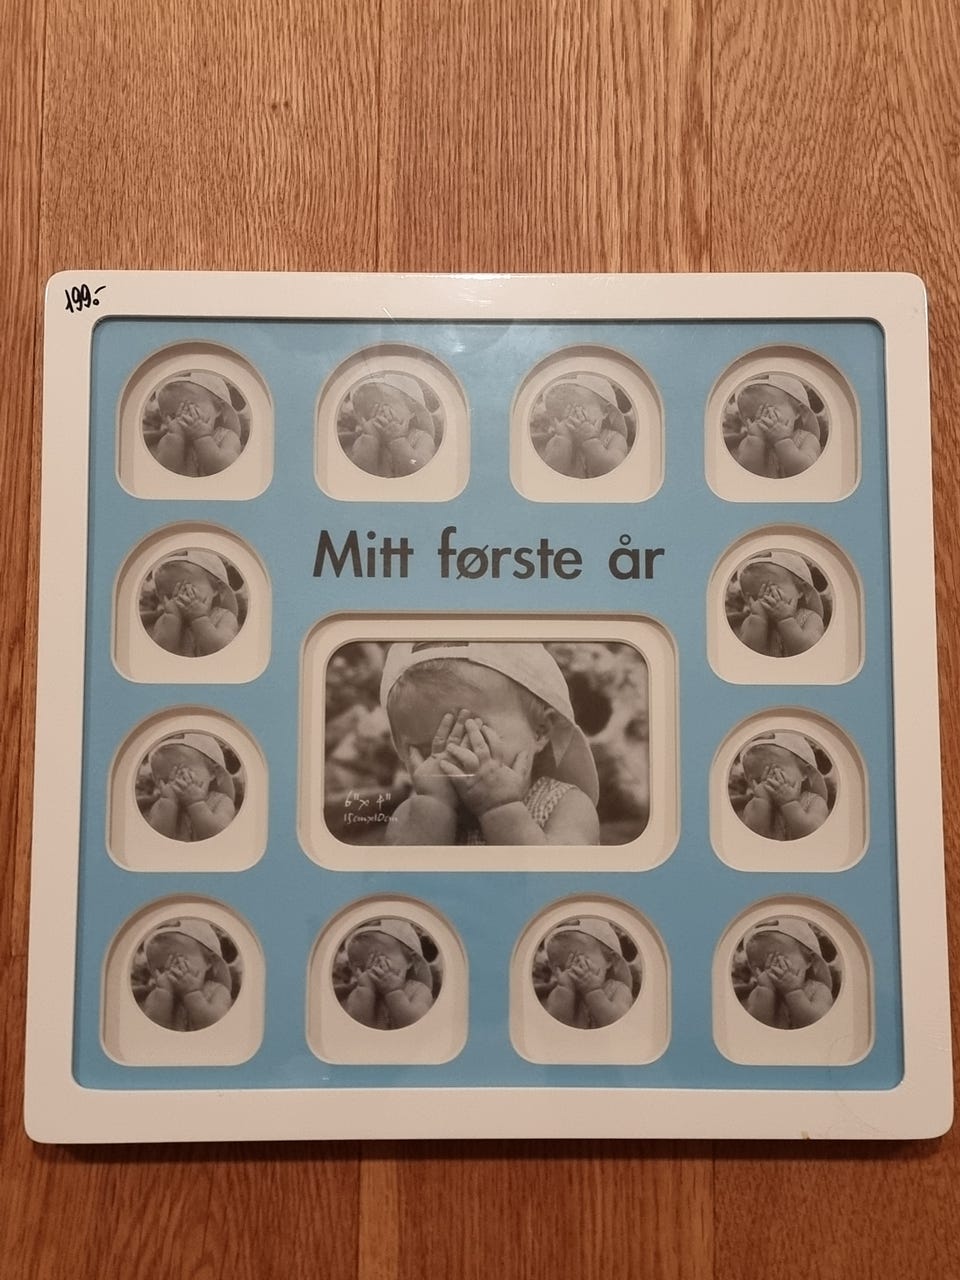 199.-
Mitt første år
6" x 4"
15cmx10cm